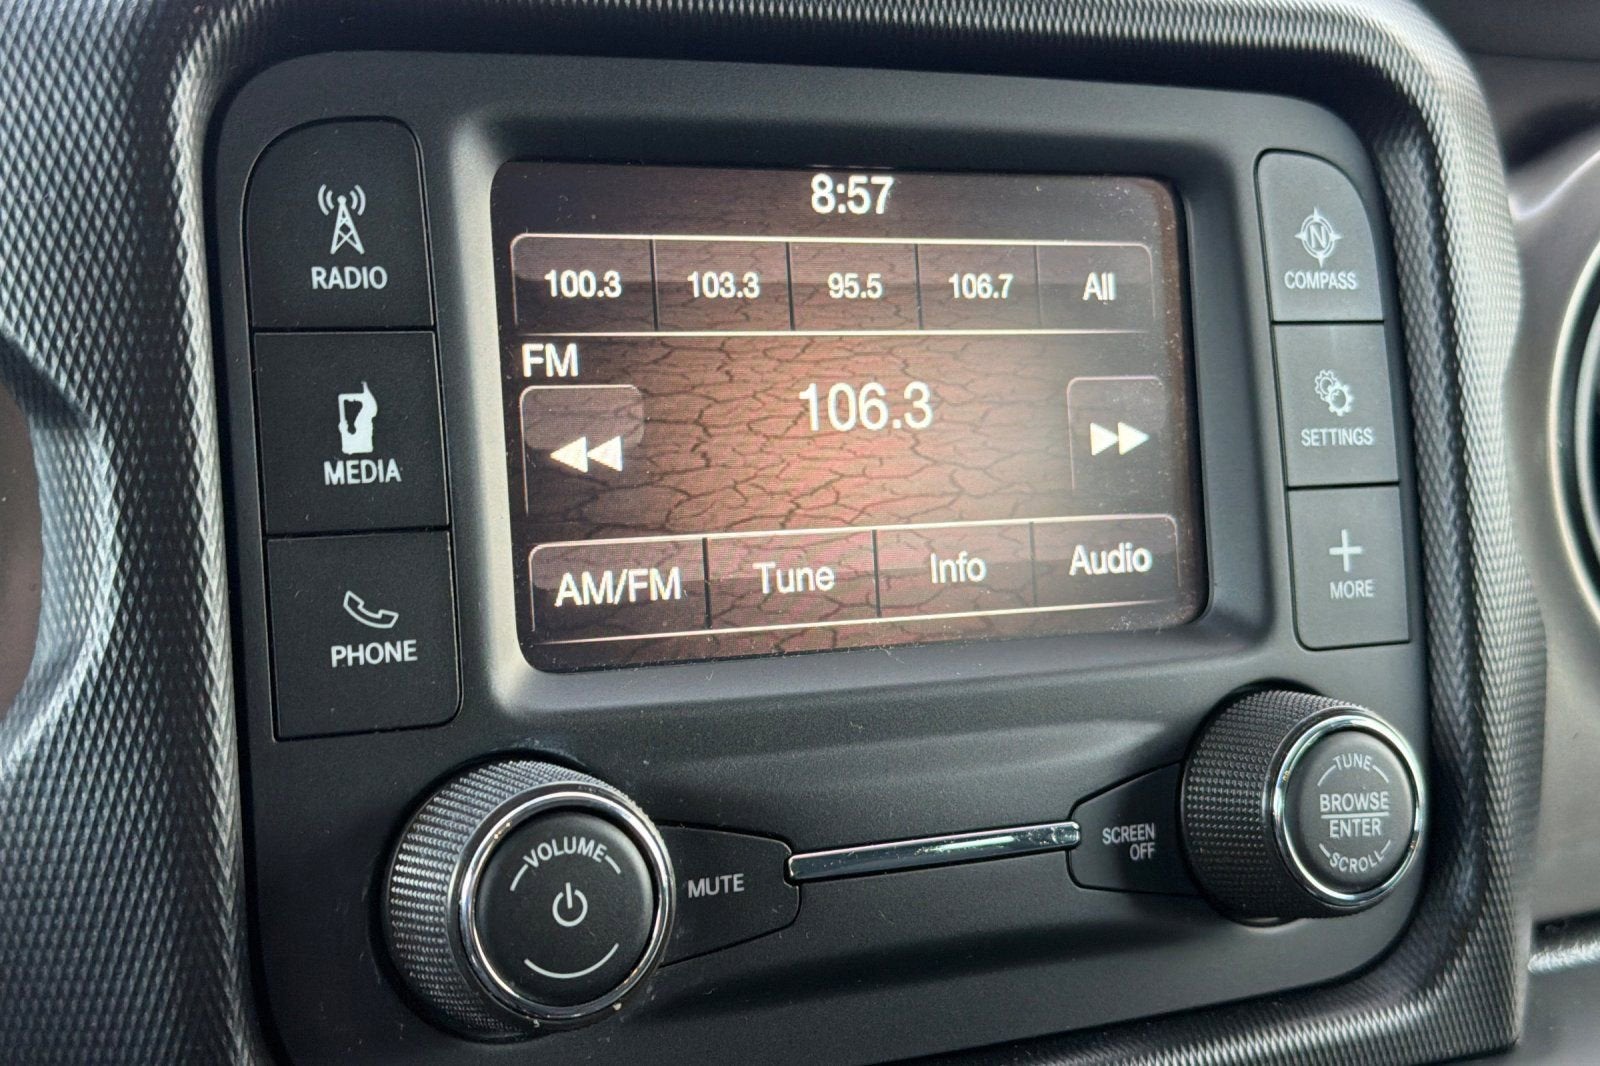 8:57
100.3 103.3 95.5 106.7 All
FM
106.3
AM/FM Tune Info Audio
RADIO
MEDIA
PHONE
N
COMPASS
SETTINGS
MORE
VOLUME
MUTE
SCREEN
OFF
TUNE
BROWSE
ENTER
SCROLL